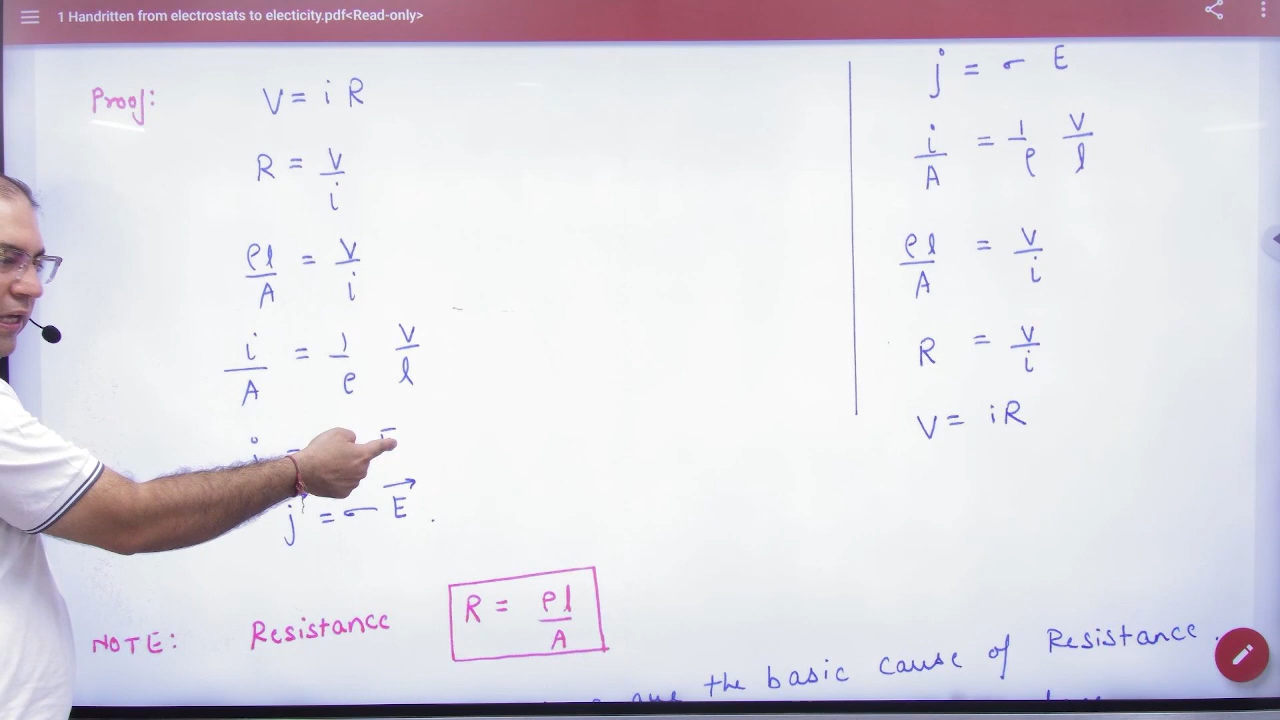 1 Handritten from electrostats to electicity.pdf<Read-only>
Proof:
V = i R
R = V/i
ρl/A = V/i
i/A = 1/ρ V/l
j = σ E⃗ .
j = σ E
i/A = 1/ρ V/l
ρl/A = V/i
R = V/i
V = iR
NOTE: Resistance R = ρl/A
the basic cause of Resistance .